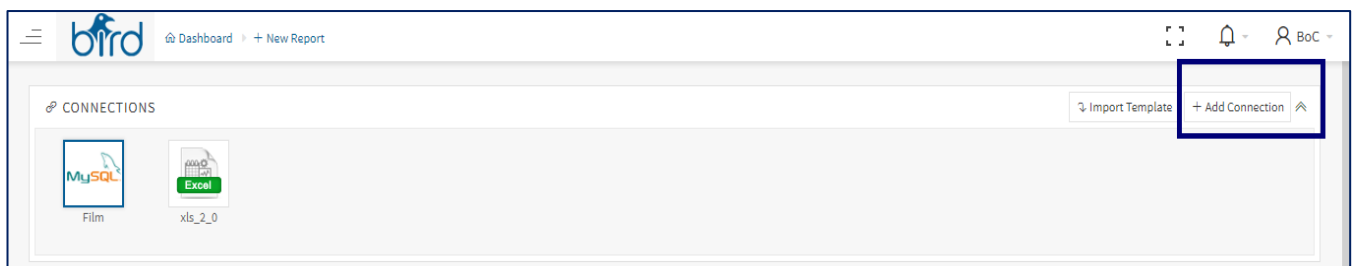 bird Dashboard + New Report BoC
CONNECTIONS Import Template + Add Connection
MySQL Excel
Film xls_2_0